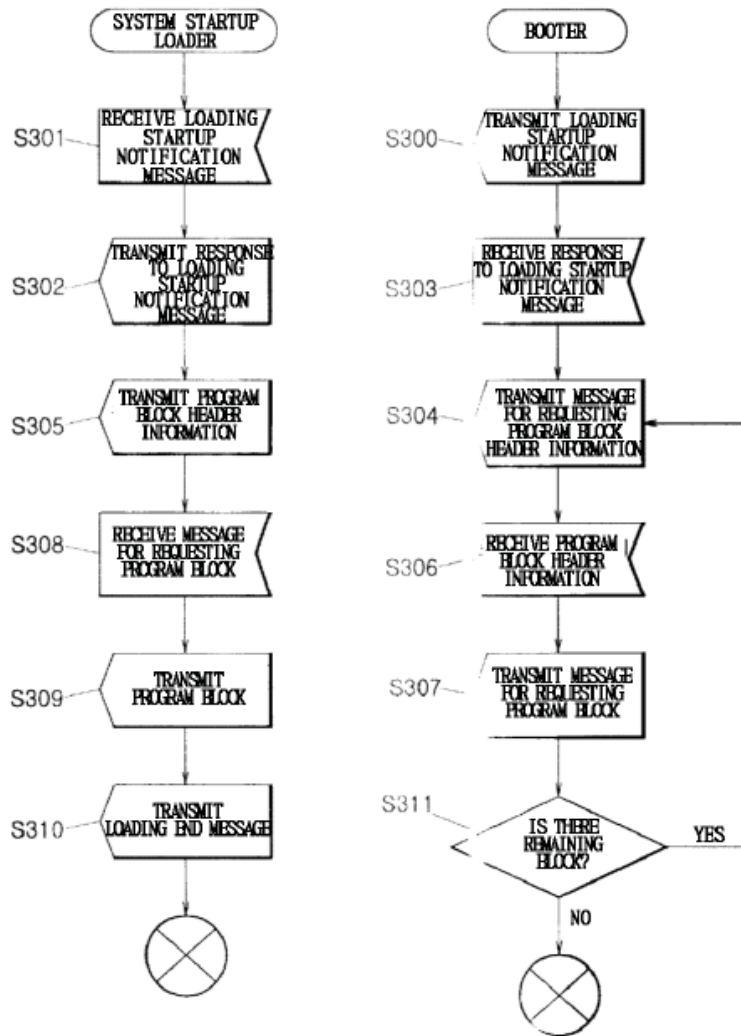 SYSTEM STARTUP
LOADER
S301
RECEIVE LOADING
STARTUP
NOTIFICATION
MESSAGE
S302
TRANSMIT RESPONSE
TO LOADING
STARTUP
NOTIFICATION
MESSAGE
S305
TRANSMIT PROGRAM
BLOCK HEADER
INFORMATION
S308
RECEIVE MESSAGE
FOR REQUESTING
PROGRAM BLOCK
S309
TRANSMIT
PROGRAM BLOCK
S310
TRANSMIT
LOADING END MESSAGE
BOOTER
S300
TRANSMIT LOADING
STARTUP
NOTIFICATION
MESSAGE
S303
RECEIVE RESPONSE
TO LOADING STARTUP
NOTIFICATION
MESSAGE
S304
TRANSMIT MESSAGE
FOR REQUESTING
PROGRAM BLOCK
HEADER INFORMATION
S306
RECEIVE PROGRAM
BLOCK HEADER
INFORMATION
S307
TRANSMIT MESSAGE
FOR REQUESTING
PROGRAM BLOCK
S311
IS THERE
REMAINING
BLOCK?
YES
NO